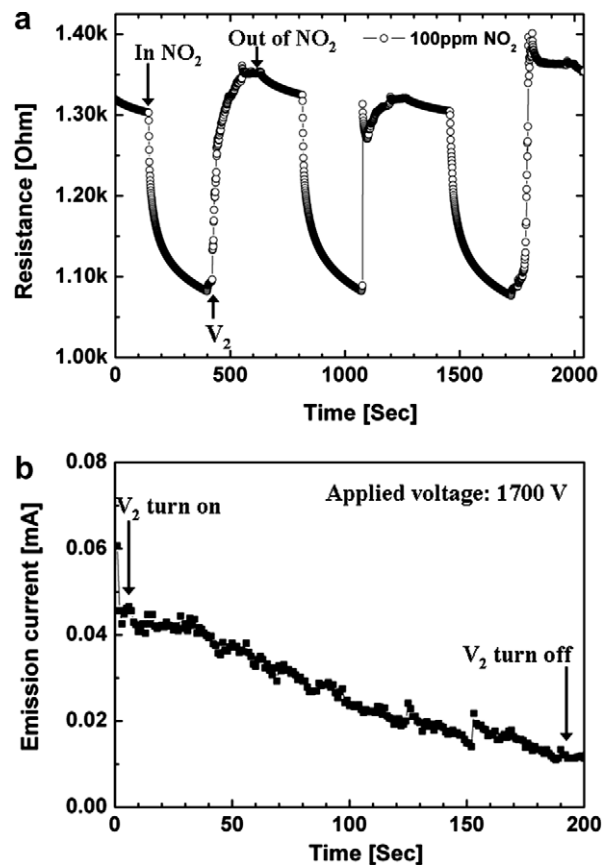 a
1.40k
1.30k
1.20k
1.10k
1.00k
Resistance [Ohm]
In NO₂
Out of NO₂
100ppm NO₂
V₂
0 500 1000 1500 2000
Time [Sec]
b
0.08
0.06
0.04
0.02
0.00
Emission current [mA]
V₂ turn on
Applied voltage: 1700 V
V₂ turn off
0 50 100 150 200
Time [Sec]